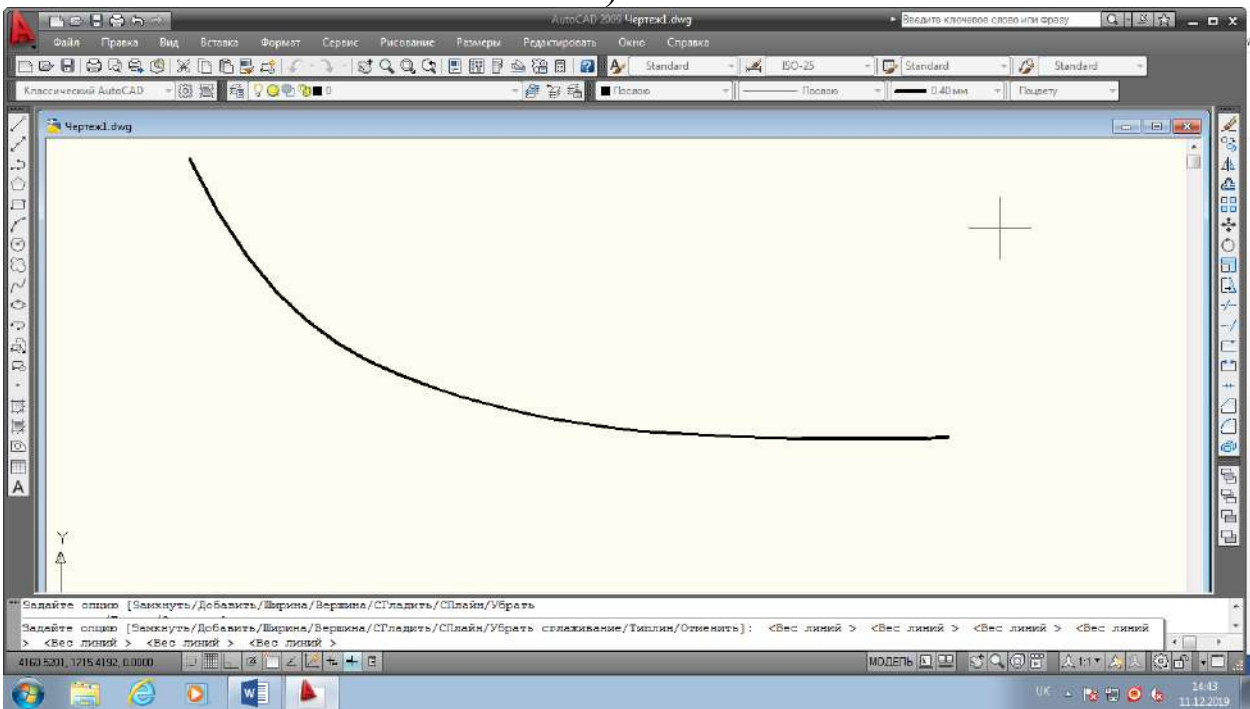 )
AutoCAD 2009 Чертеж1.dwg
Введите ключевое слово или фразу
Файл Правка Вид Вставка Формат Сервис Рисование Размеры Редактировать Окно Справка
Standard ISO-25 Standard Standard
Классический AutoCAD 0 Послою Послою 0.40 мм Поцвету
Чертеж1.dwg
A
Y
Задайте опцию [Замкнуть/Добавить/Ширина/Вершина/СГладить/СПлайн/Убрать
Задайте опцию [Замкнуть/Добавить/Ширина/Вершина/СГладить/СПлайн/Убрать сглаживание/Типлин/Отменить]: <Вес линий > <Вес линий > <Вес линий > <Вес линий
> <Вес линий > <Вес линий > <Вес линий >
4160.5201, 1715.4192, 0.0000 МОДЕЛЬ 1:1
UK 14:43
11.12.2019